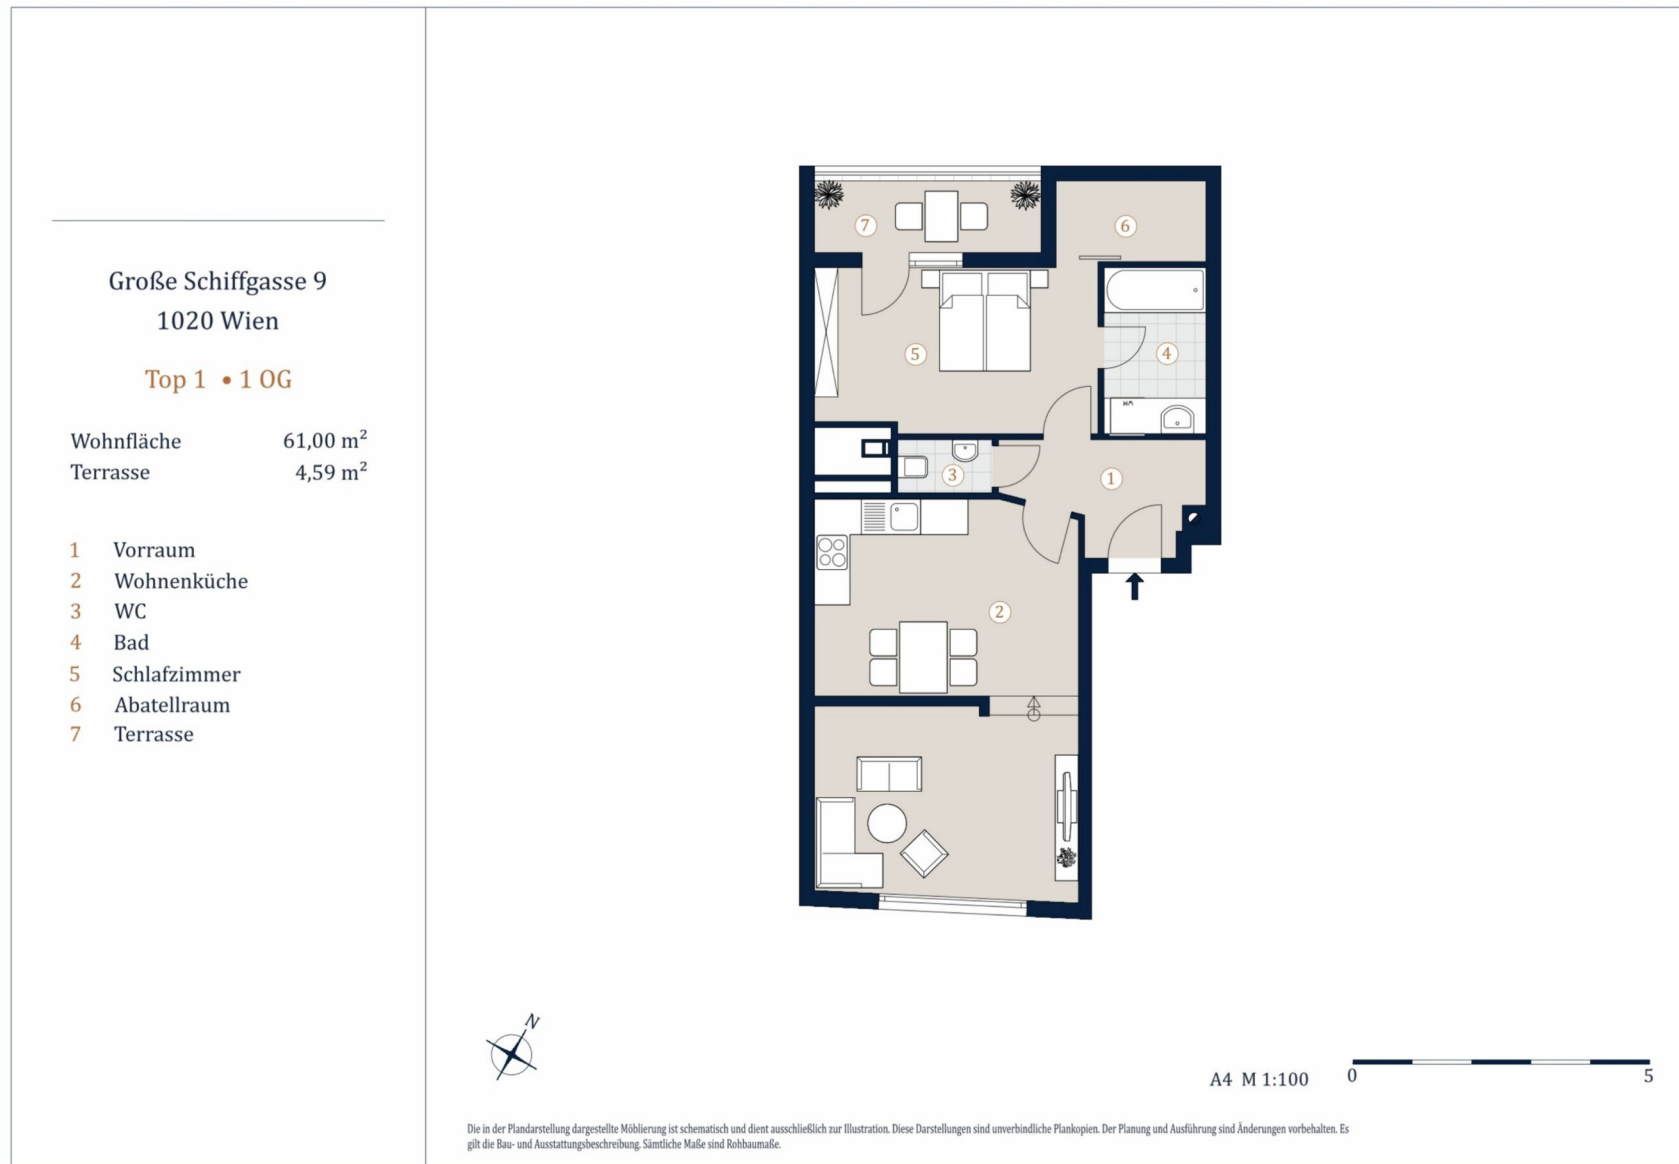 Große Schiffgasse 9
1020 Wien
Top 1 • 1 OG
Wohnfläche 61,00 m²
Terrasse 4,59 m²
1 Vorraum
2 Wohnenküche
3 WC
4 Bad
5 Schlafzimmer
6 Abatellraum
7 Terrasse
7
6
5
4
WM
3
1
2
N
A4 M 1:100
0 5
Die in der Plandarstellung dargestellte Möblierung ist schematisch und dient ausschließlich zur Illustration. Diese Darstellungen sind unverbindliche Plankopien. Der Planung und Ausführung sind Änderungen vorbehalten. Es
gilt die Bau- und Ausstattungsbeschreibung. Sämtliche Maße sind Rohbaumaße.